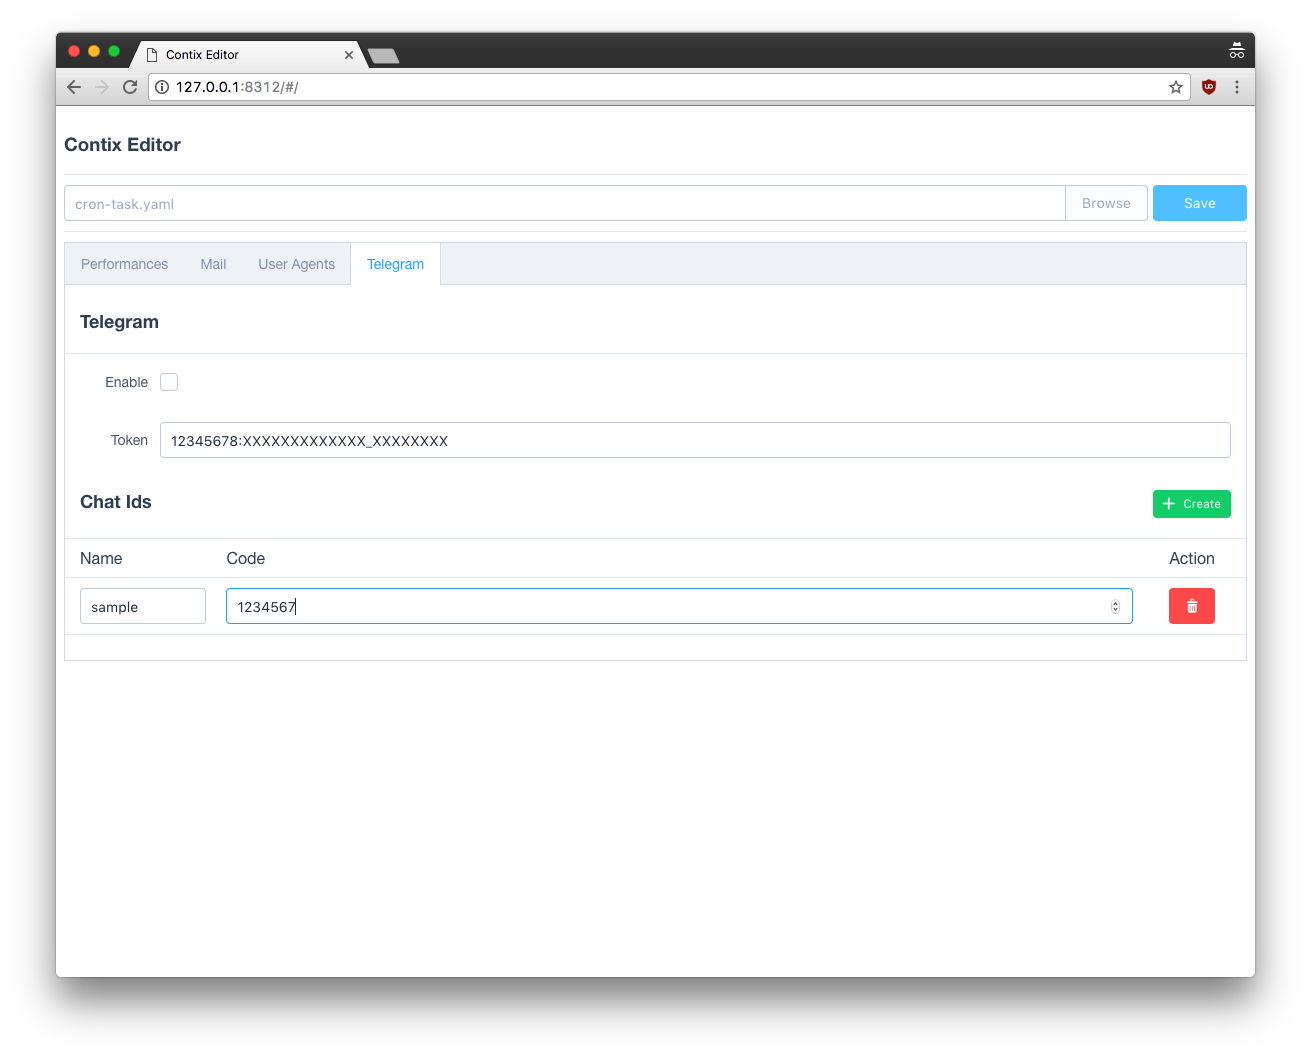 Contix Editor
127.0.0.1:8312/#/
Contix Editor
cron-task.yaml Browse Save
Performances Mail User Agents Telegram
Telegram
Enable
Token 12345678:XXXXXXXXXXXXX_XXXXXXXX
Chat Ids + Create
Name Code Action
sample 1234567